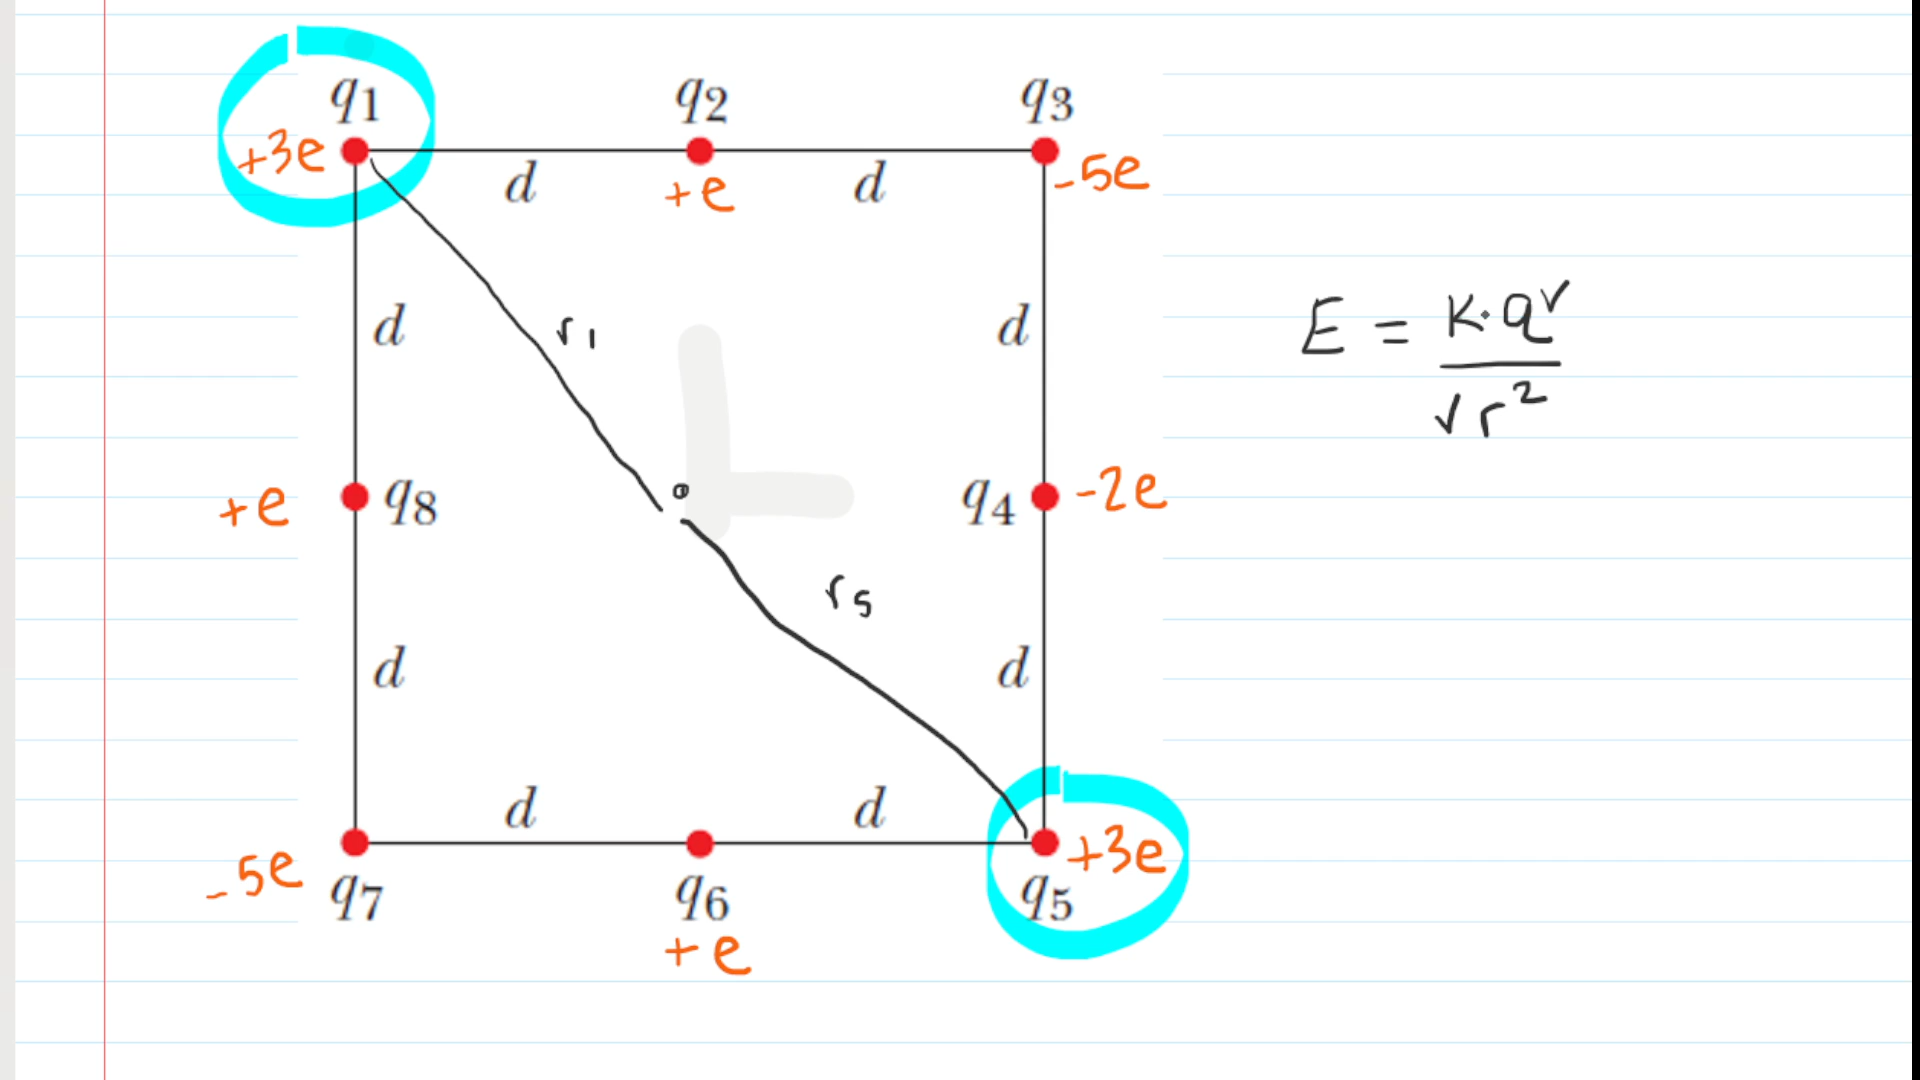 q1 q2 q3
+3e d +e d -5e
d r1 d
E = K·q
r²
+e q8 o q4 -2e
r5
d d
d d
-5e q7 q6 q5 +3e
+e